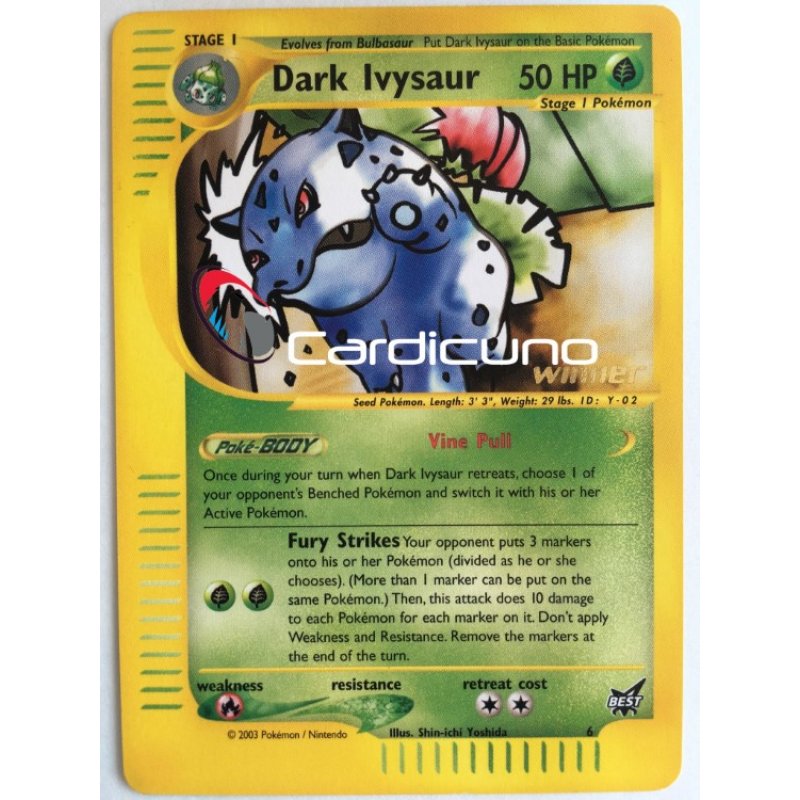 STAGE 1
Evolves from Bulbasaur Put Dark Ivysaur on the Basic Pokémon
Dark Ivysaur 50 HP
Stage 1 Pokémon
Cardicuno
Winner
Seed Pokémon. Length: 3' 3", Weight: 29 lbs. ID: Y-02
Poké-BODY Vine Pull
Once during your turn when Dark Ivysaur retreats, choose 1 of
your opponent's Benched Pokémon and switch it with his or her
Active Pokémon.
Fury Strikes Your opponent puts 3 markers
onto his or her Pokémon (divided as he or she
chooses). (More than 1 marker can be put on the
same Pokémon.) Then, this attack does 10 damage
to each Pokémon for each marker on it. Don't apply
Weakness and Resistance. Remove the markers at
the end of the turn.
weakness resistance retreat cost
BEST
© 2003 Pokémon / Nintendo Illus. Shin-ichi Yoshida 6